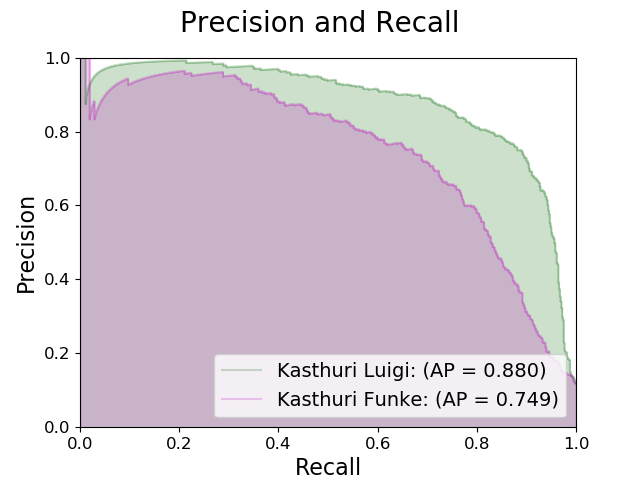 Precision and Recall
1.0
0.8
0.6
0.4
0.2
0.0
Precision
Kasthuri Luigi: (AP = 0.880)
Kasthuri Funke: (AP = 0.749)
0.0 0.2 0.4 0.6 0.8 1.0
Recall